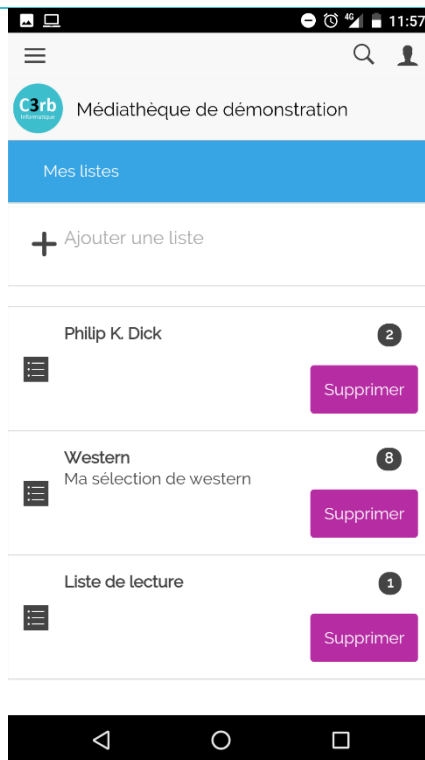 4G 11:57
C3rb
Informatique
Médiathèque de démonstration
Mes listes
Ajouter une liste
Philip K. Dick
2
Supprimer
Western
8
Ma sélection de western
Supprimer
Liste de lecture
1
Supprimer